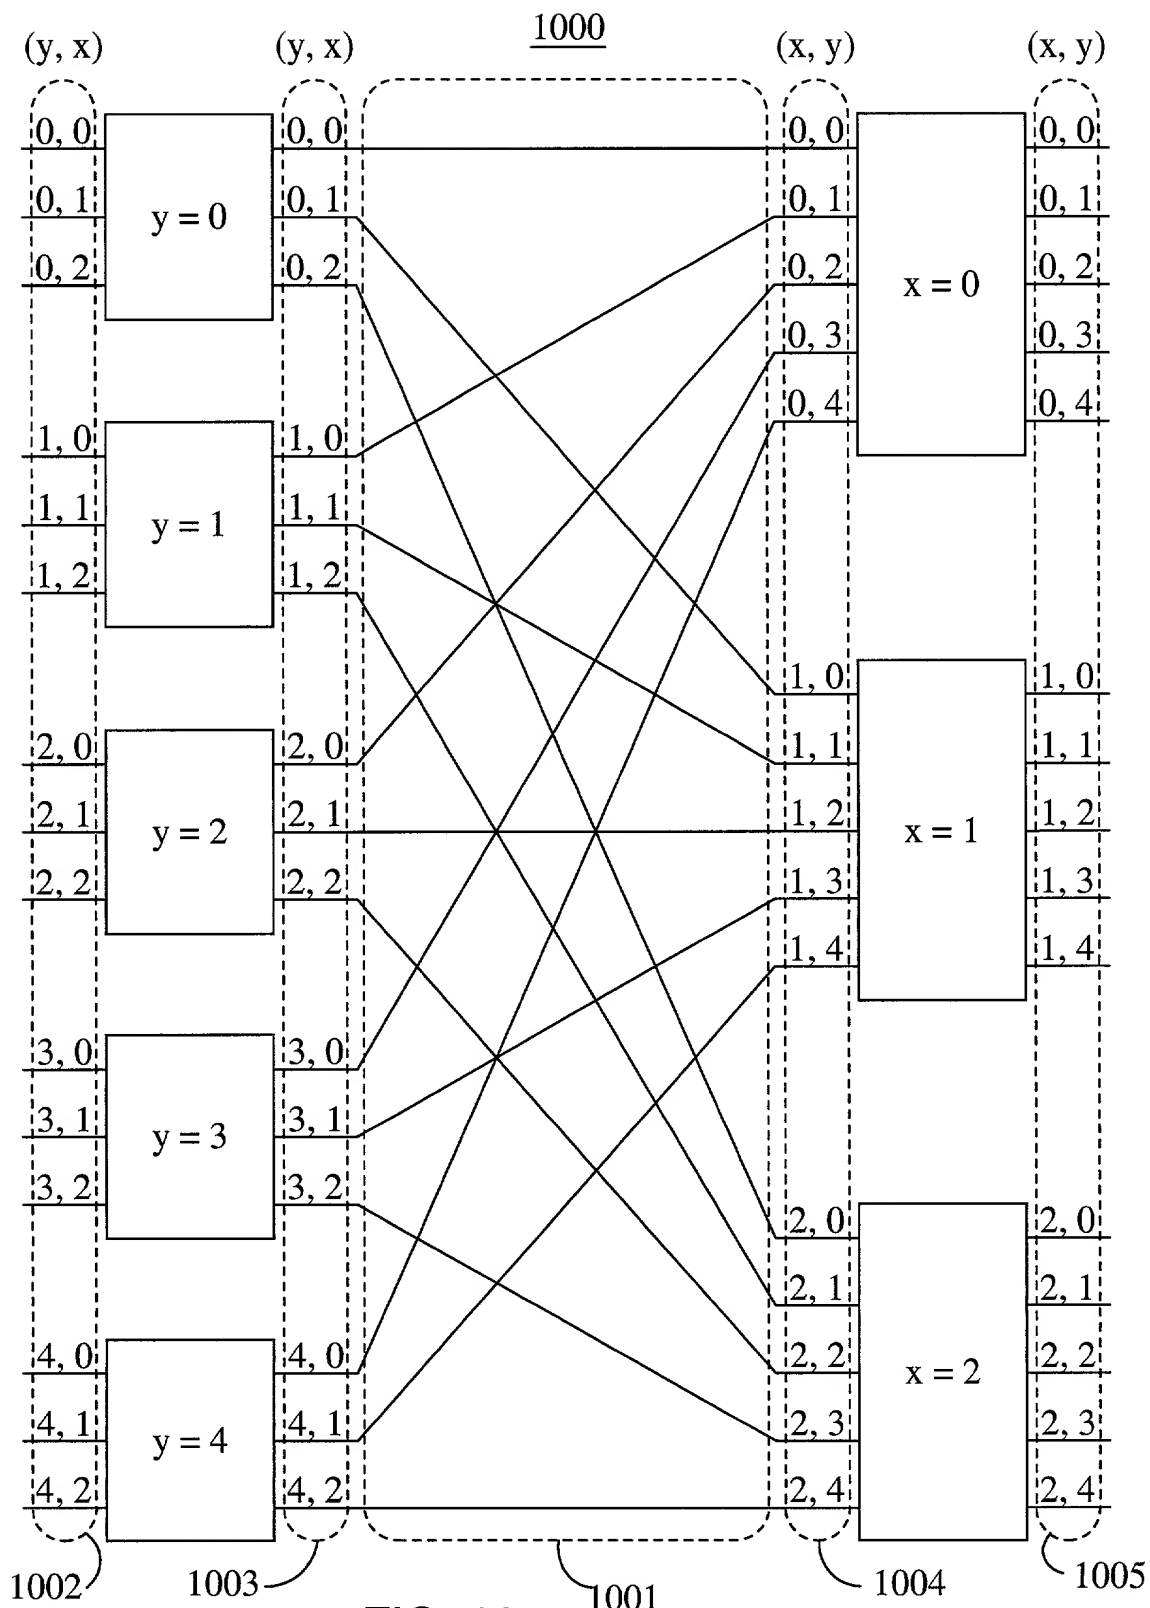 1000
(y, x) (y, x) (x, y) (x, y)
0, 0 0, 0 0, 0 0, 0
0, 1 y = 0 0, 1 0, 1 0, 1
0, 2 0, 2 0, 2 x = 0 0, 2
0, 3 0, 3
0, 4 0, 4
1, 0 1, 0
1, 1 y = 1 1, 1
1, 2 1, 2
1, 0 1, 0
2, 0 2, 0 1, 1 1, 1
2, 1 y = 2 2, 1 1, 2 x = 1 1, 2
2, 2 2, 2 1, 3 1, 3
1, 4 1, 4
3, 0 3, 0
3, 1 y = 3 3, 1
3, 2 3, 2
2, 0 2, 0
2, 1 2, 1
4, 0 4, 0 2, 2 x = 2 2, 2
4, 1 y = 4 4, 1 2, 3 2, 3
4, 2 4, 2 2, 4 2, 4
1002 1003 1001 1004 1005